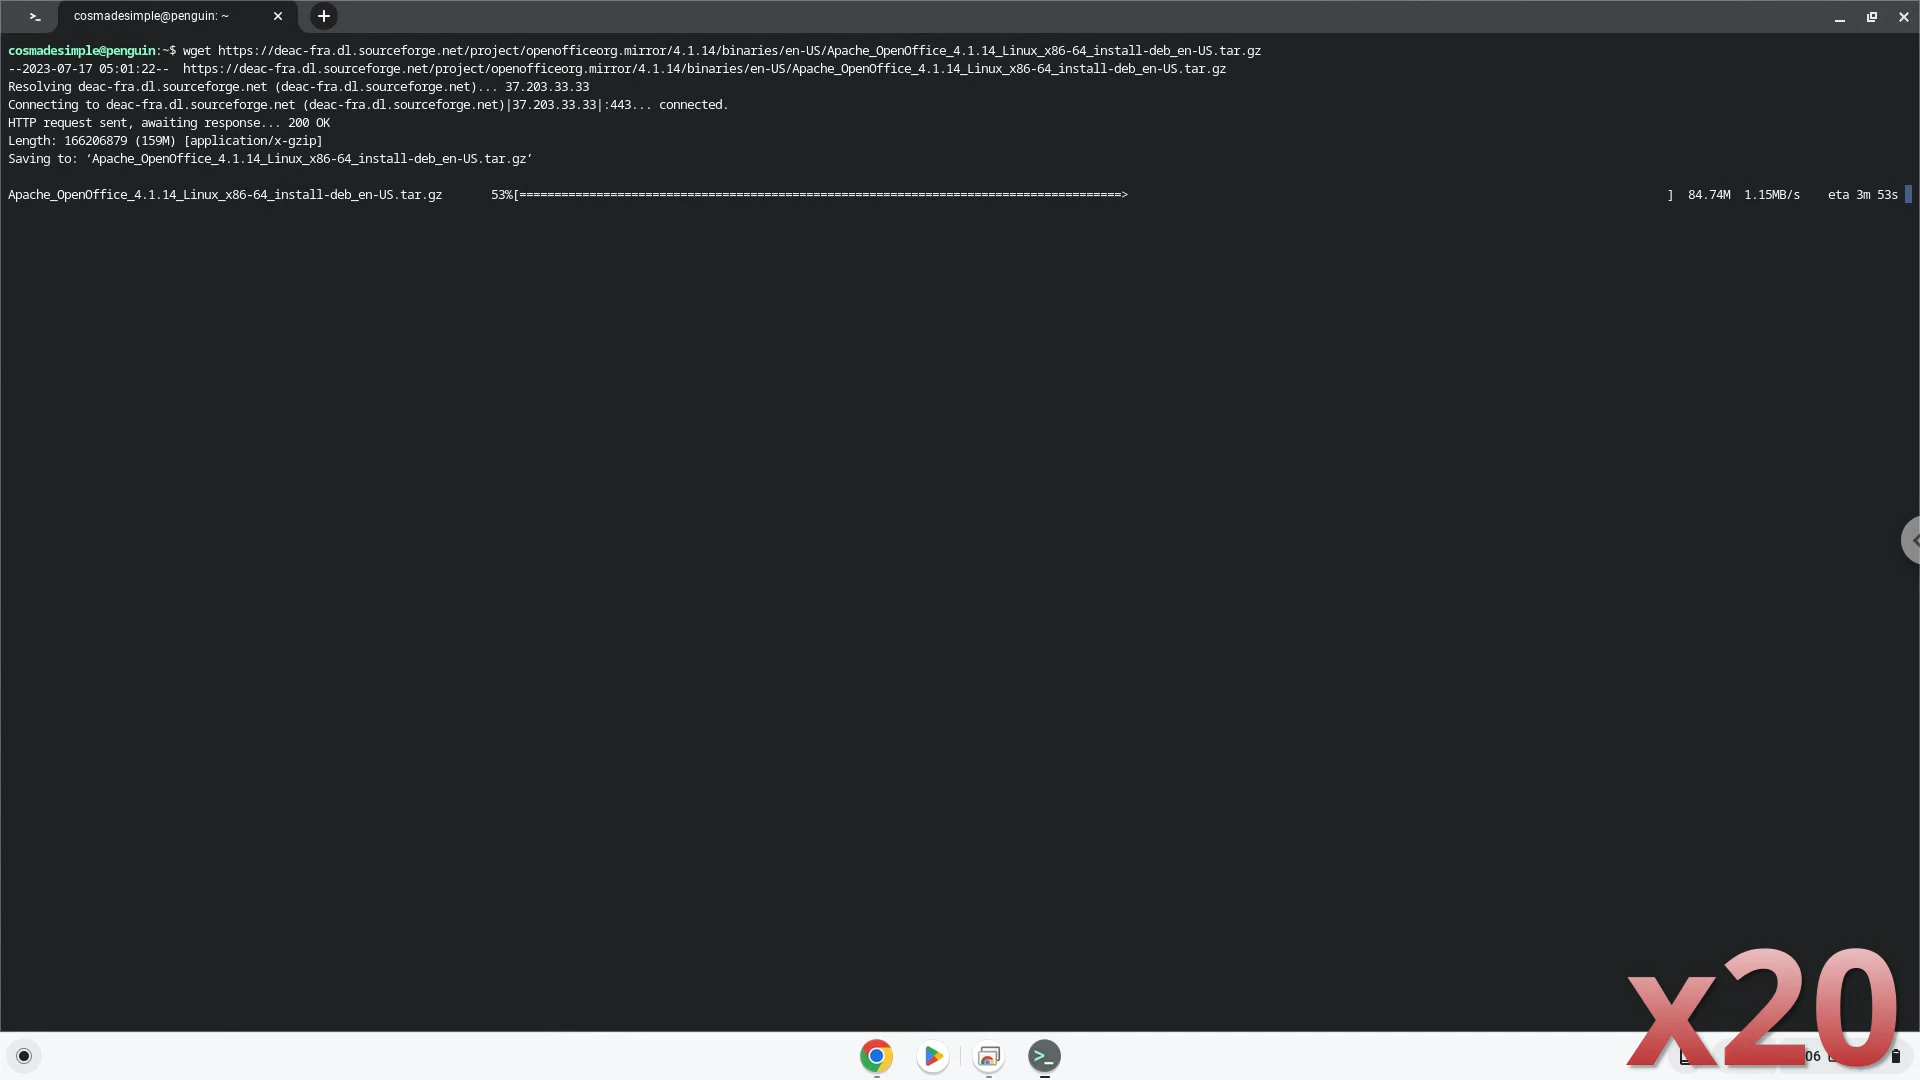 cosmadesimple@penguin: ~
cosmadesimple@penguin:~$ wget https://deac-fra.dl.sourceforge.net/project/openofficeorg.mirror/4.1.14/binaries/en-US/Apache_OpenOffice_4.1.14_Linux_x86-64_install-deb_en-US.tar.gz
--2023-07-17 05:01:22--  https://deac-fra.dl.sourceforge.net/project/openofficeorg.mirror/4.1.14/binaries/en-US/Apache_OpenOffice_4.1.14_Linux_x86-64_install-deb_en-US.tar.gz
Resolving deac-fra.dl.sourceforge.net (deac-fra.dl.sourceforge.net)... 37.203.33.33
Connecting to deac-fra.dl.sourceforge.net (deac-fra.dl.sourceforge.net)|37.203.33.33|:443... connected.
HTTP request sent, awaiting response... 200 OK
Length: 166206879 (159M) [application/x-gzip]
Saving to: ‘Apache_OpenOffice_4.1.14_Linux_x86-64_install-deb_en-US.tar.gz’
Apache_OpenOffice_4.1.14_Linux_x86-64_install-deb_en-US.tar.gz 53%[======================================================================================> ] 84.74M 1.15MB/s eta 3m 53s
x20